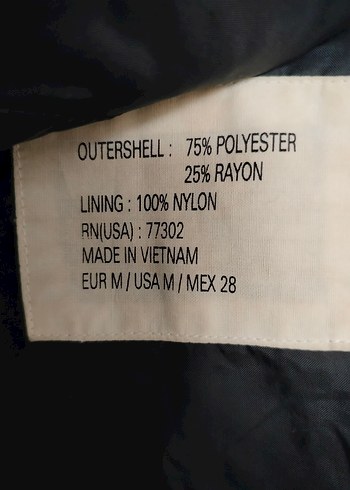 OUTERSHELL : 75% POLYESTER
25% RAYON
LINING : 100% NYLON
RN(USA) : 77302
MADE IN VIETNAM
EUR M / USA M / MEX 28